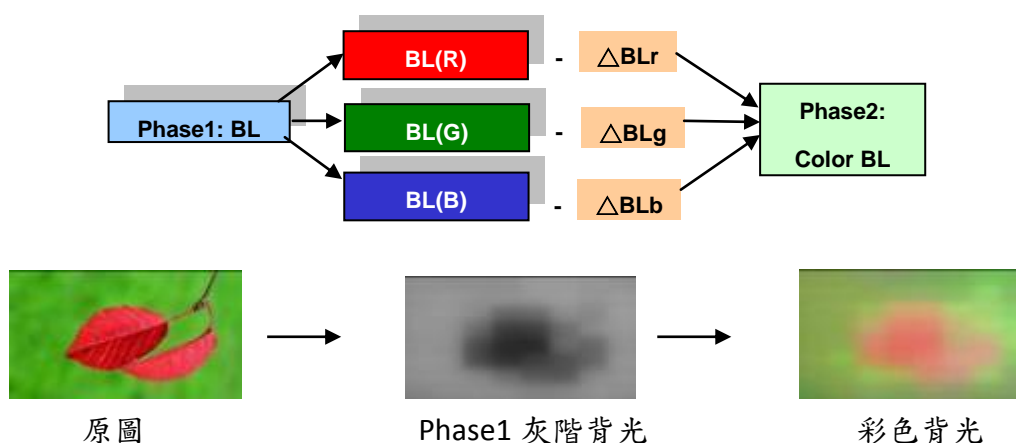 BL(R) - △BLr
Phase1: BL
BL(G) - △BLg
BL(B) - △BLb
Phase2:
Color BL
原圖
Phase1 灰階背光
彩色背光